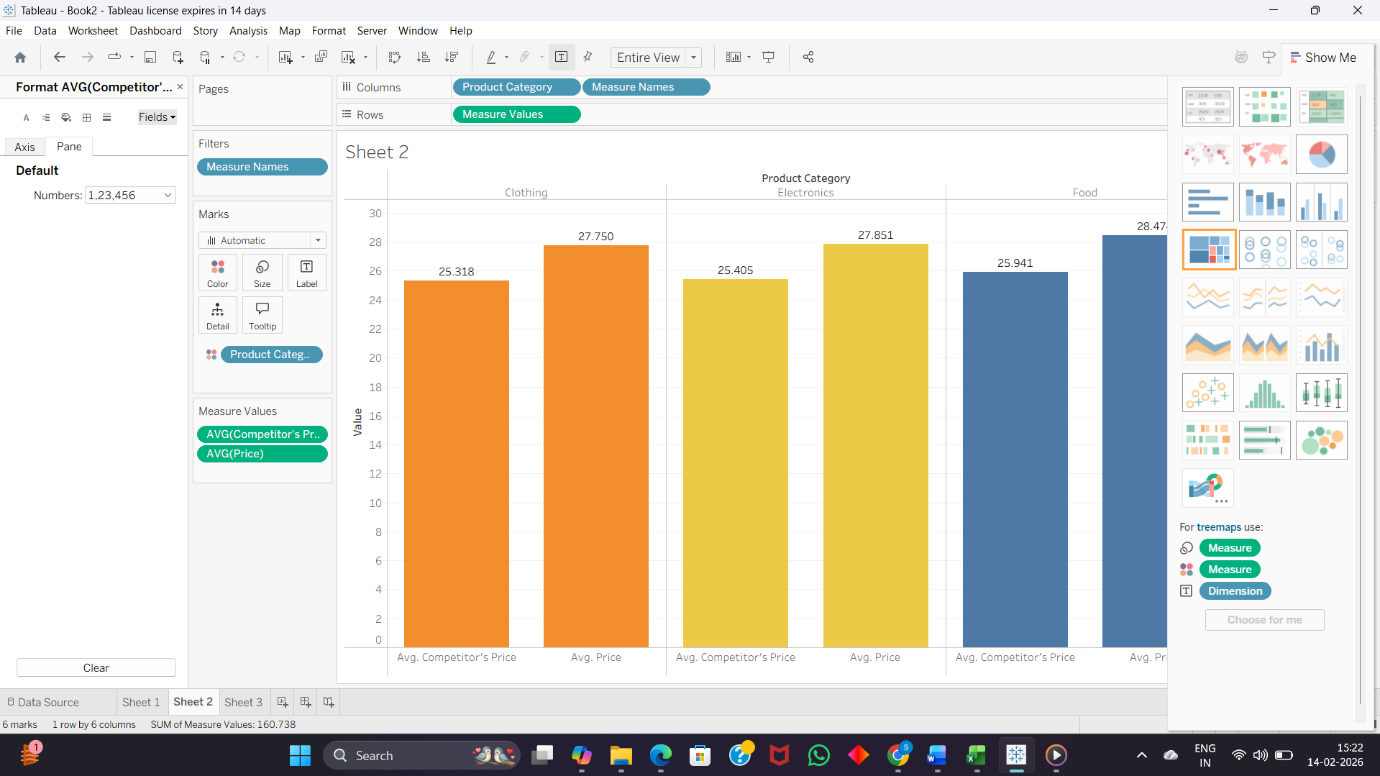 Tableau - Book2 - Tableau license expires in 14 days
File Data Worksheet Dashboard Story Analysis Map Format Server Window Help
Entire View
Show Me
Format AVG(Competitor'... ×
Fields
Axis Pane
Default
Numbers: 1,23,456
Clear
Pages
Filters
Measure Names
Marks
Automatic
Color Size Label
Detail Tooltip
Product Categ..
Measure Values
AVG(Competitor's Pr..
AVG(Price)
Columns Product Category Measure Names
Rows Measure Values
Sheet 2
Product Category
Clothing Electronics Food
30
28
26
24
22
20
18
16
14
12
10
8
6
4
2
0
Value
25.318 27.750 25.405 27.851 25.941 28.47
Avg. Competitor's Price Avg. Price Avg. Competitor's Price Avg. Price Avg. Competitor's Price Avg. Pr
For treemaps use:
Measure
Measure
Dimension
Choose for me
Data Source Sheet 1 Sheet 2 Sheet 3
6 marks 1 row by 6 columns SUM of Measure Values: 160.738
1
Search
ENG
IN
15:22
14-02-2026